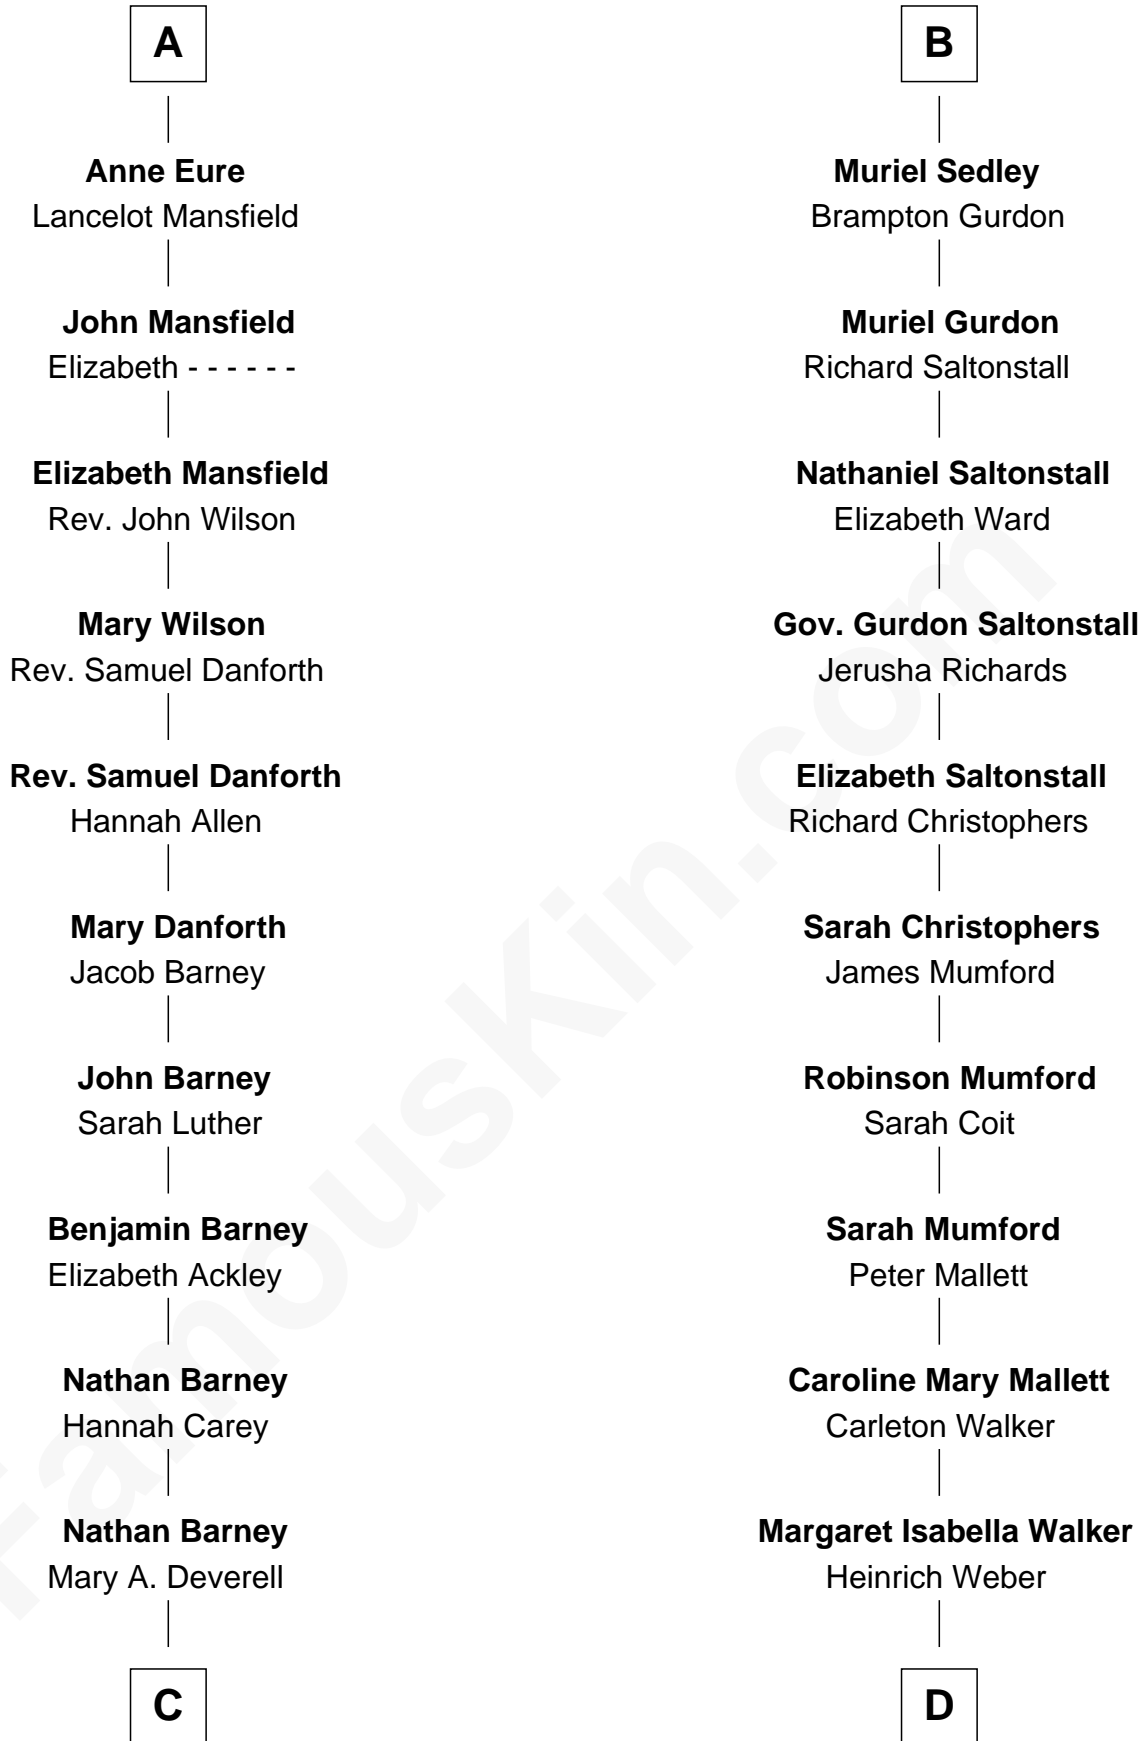 A
Anne Eure
Lancelot Mansfield
John Mansfield
Elizabeth - - - - - -
Elizabeth Mansfield
Rev. John Wilson
Mary Wilson
Rev. Samuel Danforth
Rev. Samuel Danforth
Hannah Allen
Mary Danforth
Jacob Barney
John Barney
Sarah Luther
Benjamin Barney
Elizabeth Ackley
Nathan Barney
Hannah Carey
Nathan Barney
Mary A. Deverell
C
B
Muriel Sedley
Brampton Gurdon
Muriel Gurdon
Richard Saltonstall
Nathaniel Saltonstall
Elizabeth Ward
Gov. Gurdon Saltonstall
Jerusha Richards
Elizabeth Saltonstall
Richard Christophers
Sarah Christophers
James Mumford
Robinson Mumford
Sarah Coit
Sarah Mumford
Peter Mallett
Caroline Mary Mallett
Carleton Walker
Margaret Isabella Walker
Heinrich Weber
D
FamousKin.com